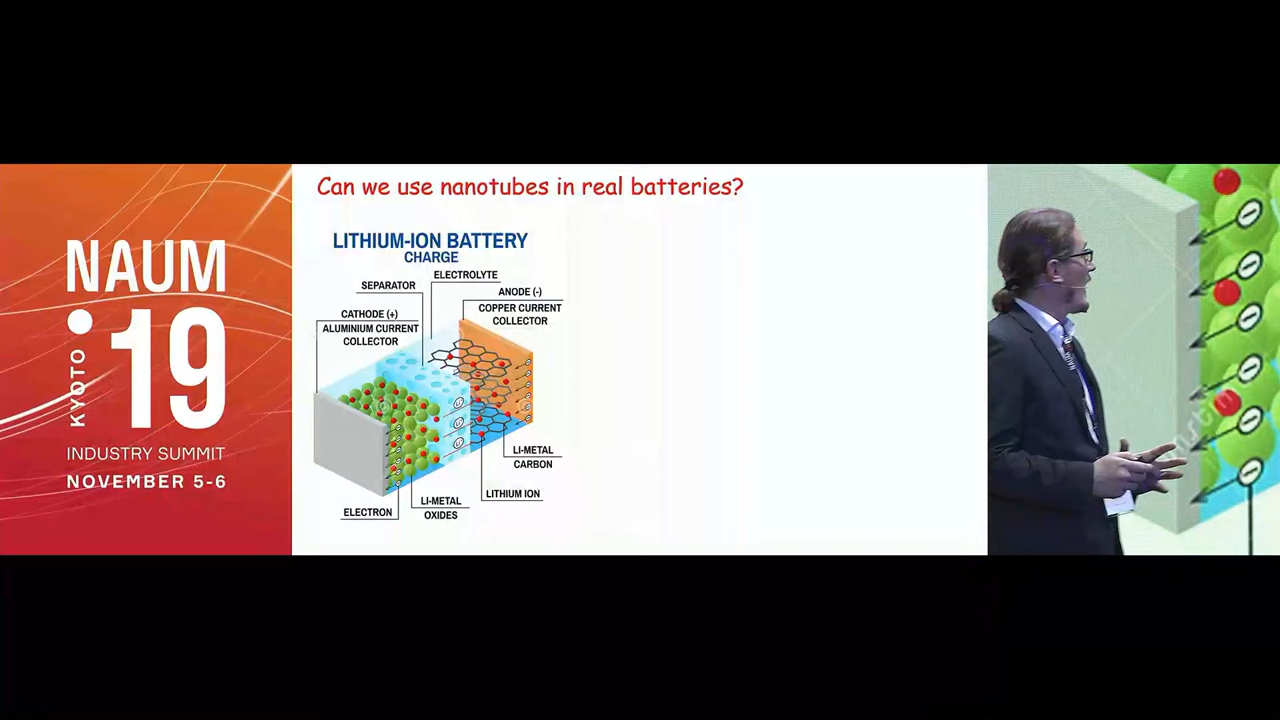 NAUM
KYOTO
19
INDUSTRY SUMMIT
NOVEMBER 5-6
Can we use nanotubes in real batteries?
LITHIUM-ION BATTERY
CHARGE
ELECTROLYTE
SEPARATOR
ANODE (-)
COPPER CURRENT
COLLECTOR
CATHODE (+)
ALUMINIUM CURRENT
COLLECTOR
LI-METAL
CARBON
LITHIUM ION
LI-METAL
OXIDES
ELECTRON